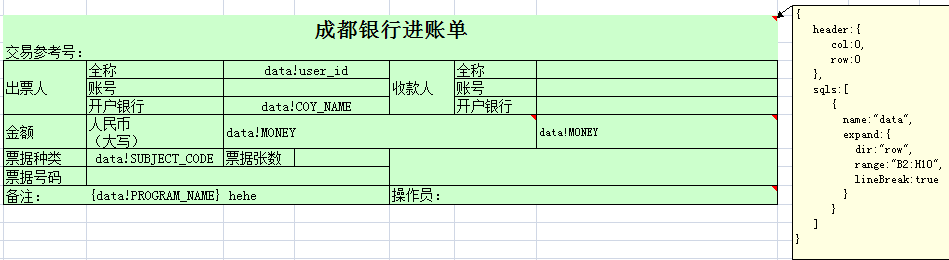 成都银行进账单
交易参考号:
出票人 全称 data!user_id 收款人 全称
账号 账号
开户银行 data!COY_NAME 开户银行
金额 人民币 data!MONEY data!MONEY
（大写）
票据种类 data!SUBJECT_CODE 票据张数
票据号码
备注: {data!PROGRAM_NAME} hehe 操作员:
{
header:{
col:0,
row:0
},
sqls:[
{
name:"data",
expand:{
dir:"row",
range:"B2:H10",
lineBreak:true
}
}
]
}